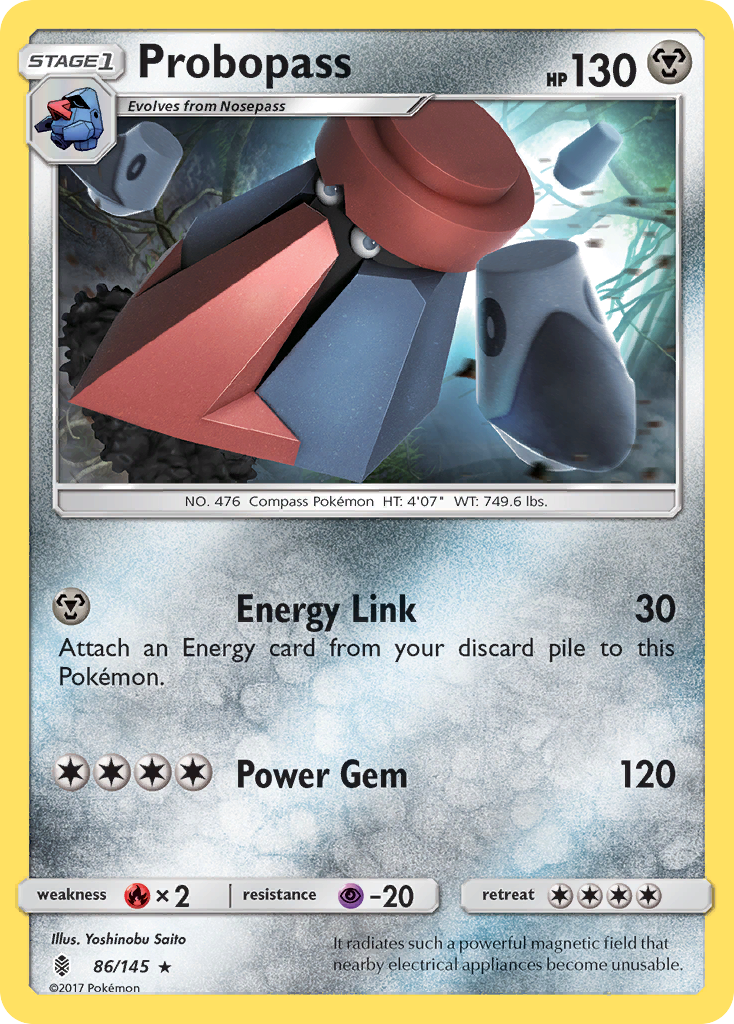 STAGE1
Probopass
HP 130
Evolves from Nosepass
NO. 476 Compass Pokémon HT: 4'07" WT: 749.6 lbs.
Energy Link 30
Attach an Energy card from your discard pile to this
Pokémon.
Power Gem 120
weakness ×2 resistance -20 retreat
Illus. Yoshinobu Saito
86/145 ★
©2017 Pokémon
It radiates such a powerful magnetic field that
nearby electrical appliances become unusable.